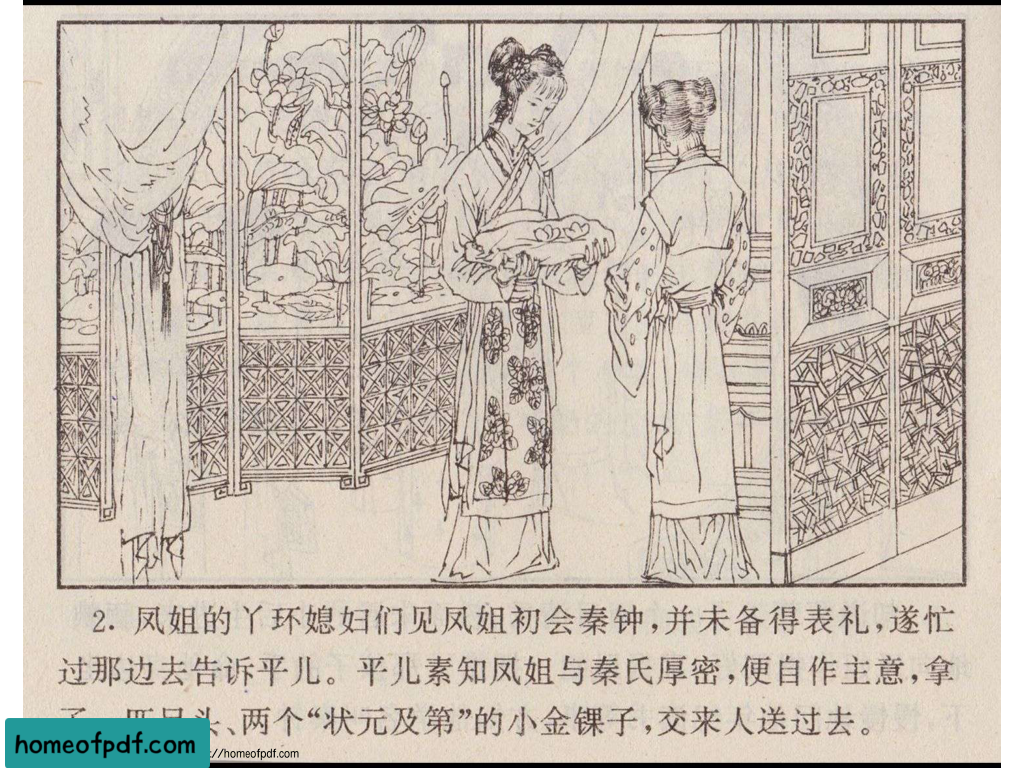 2. 凤姐的丫环媳妇们见凤姐初会秦钟,并未备得表礼,遂忙
过那边去告诉平儿。平儿素知凤姐与秦氏厚密,便自作主意,拿
了一匹尺头、两个“状元及第”的小金锞子,交来人送过去。
homeofpdf.com
://homeofpdf.com